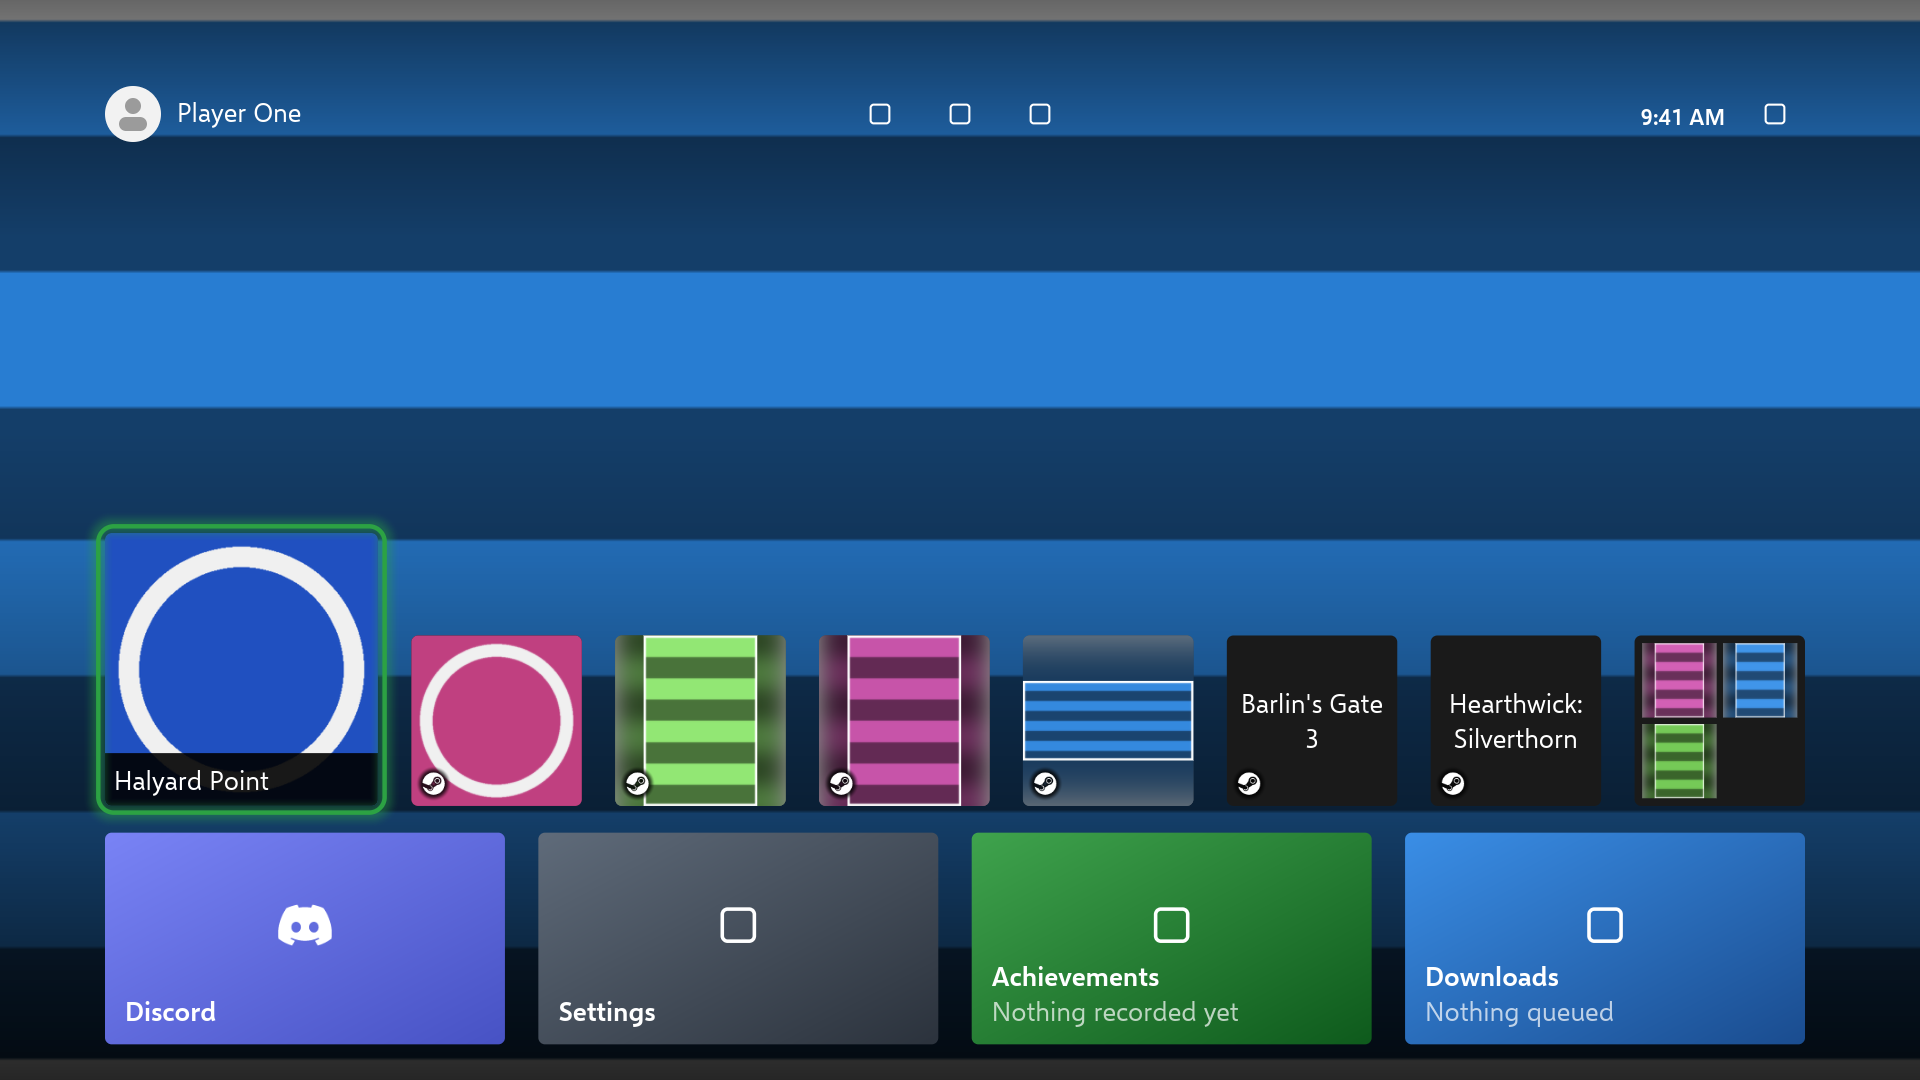 Player One
9:41 AM
Halyard Point
Barlin's Gate
3
Hearthwick:
Silverthorn
Discord
Settings
Achievements
Nothing recorded yet
Downloads
Nothing queued